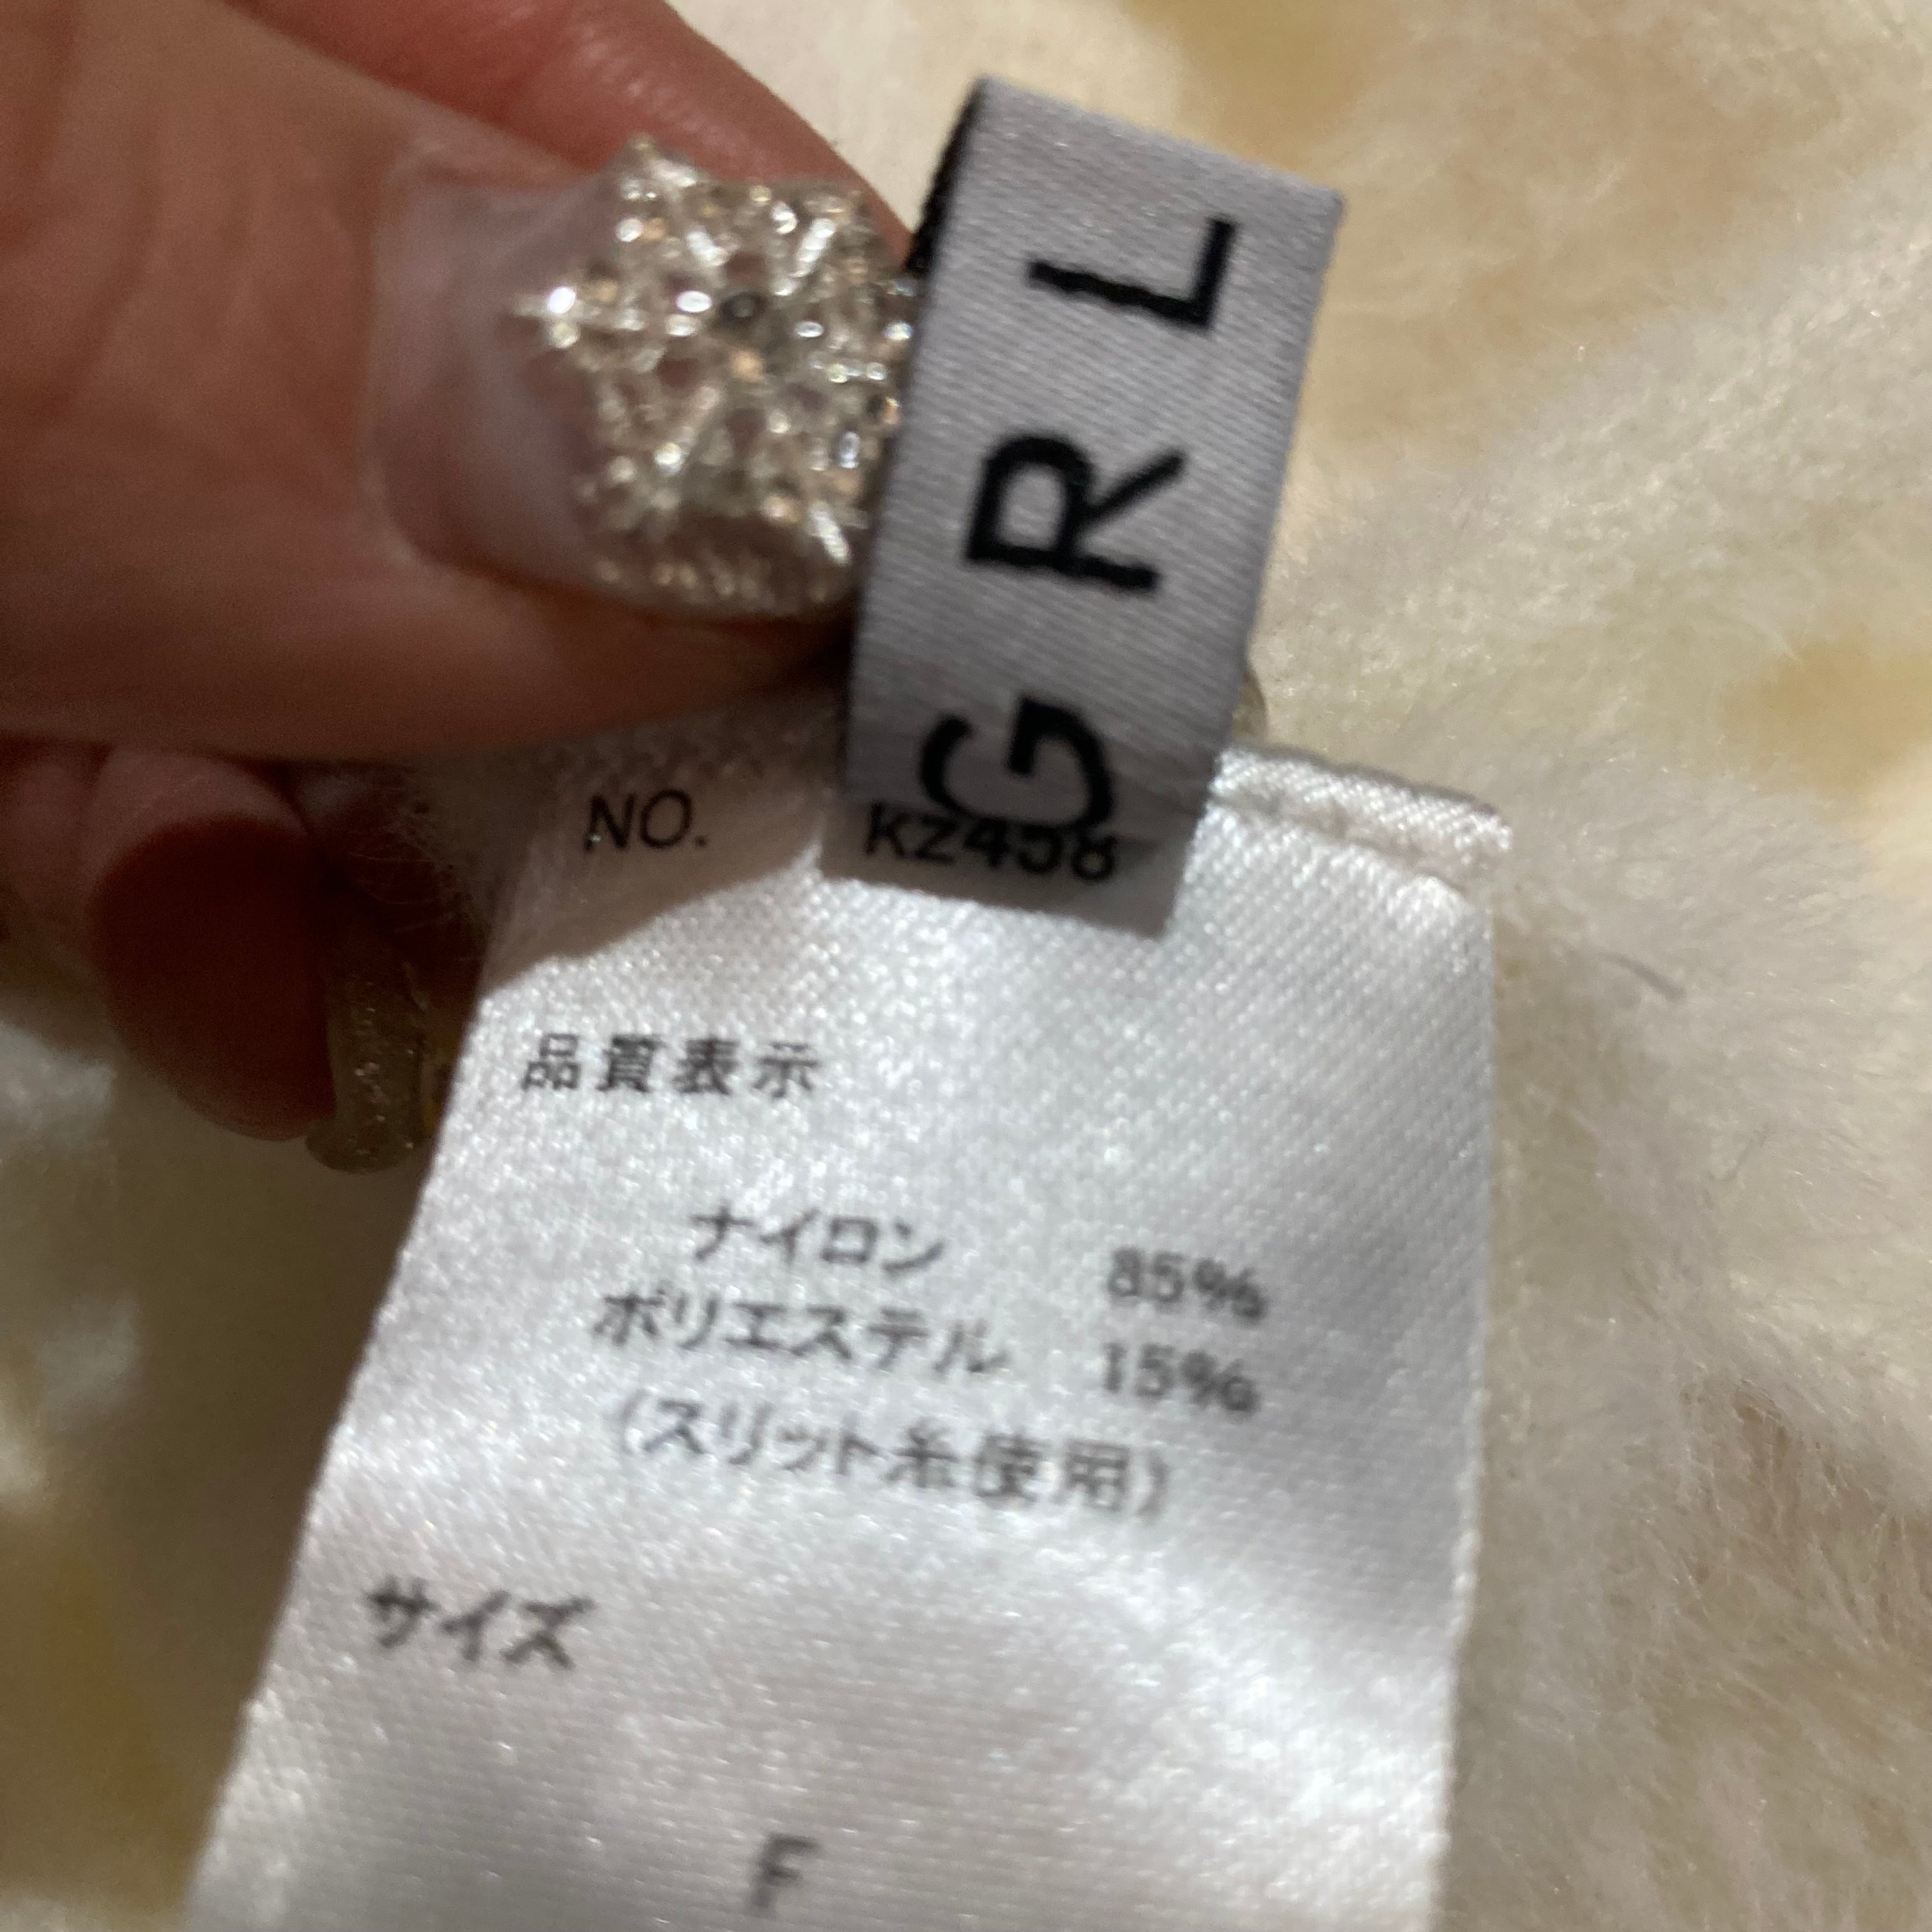 GRL
NO. kz458
品質表示
ナイロン 85%
ポリエステル 15%
(スリット糸使用)
サイズ
F